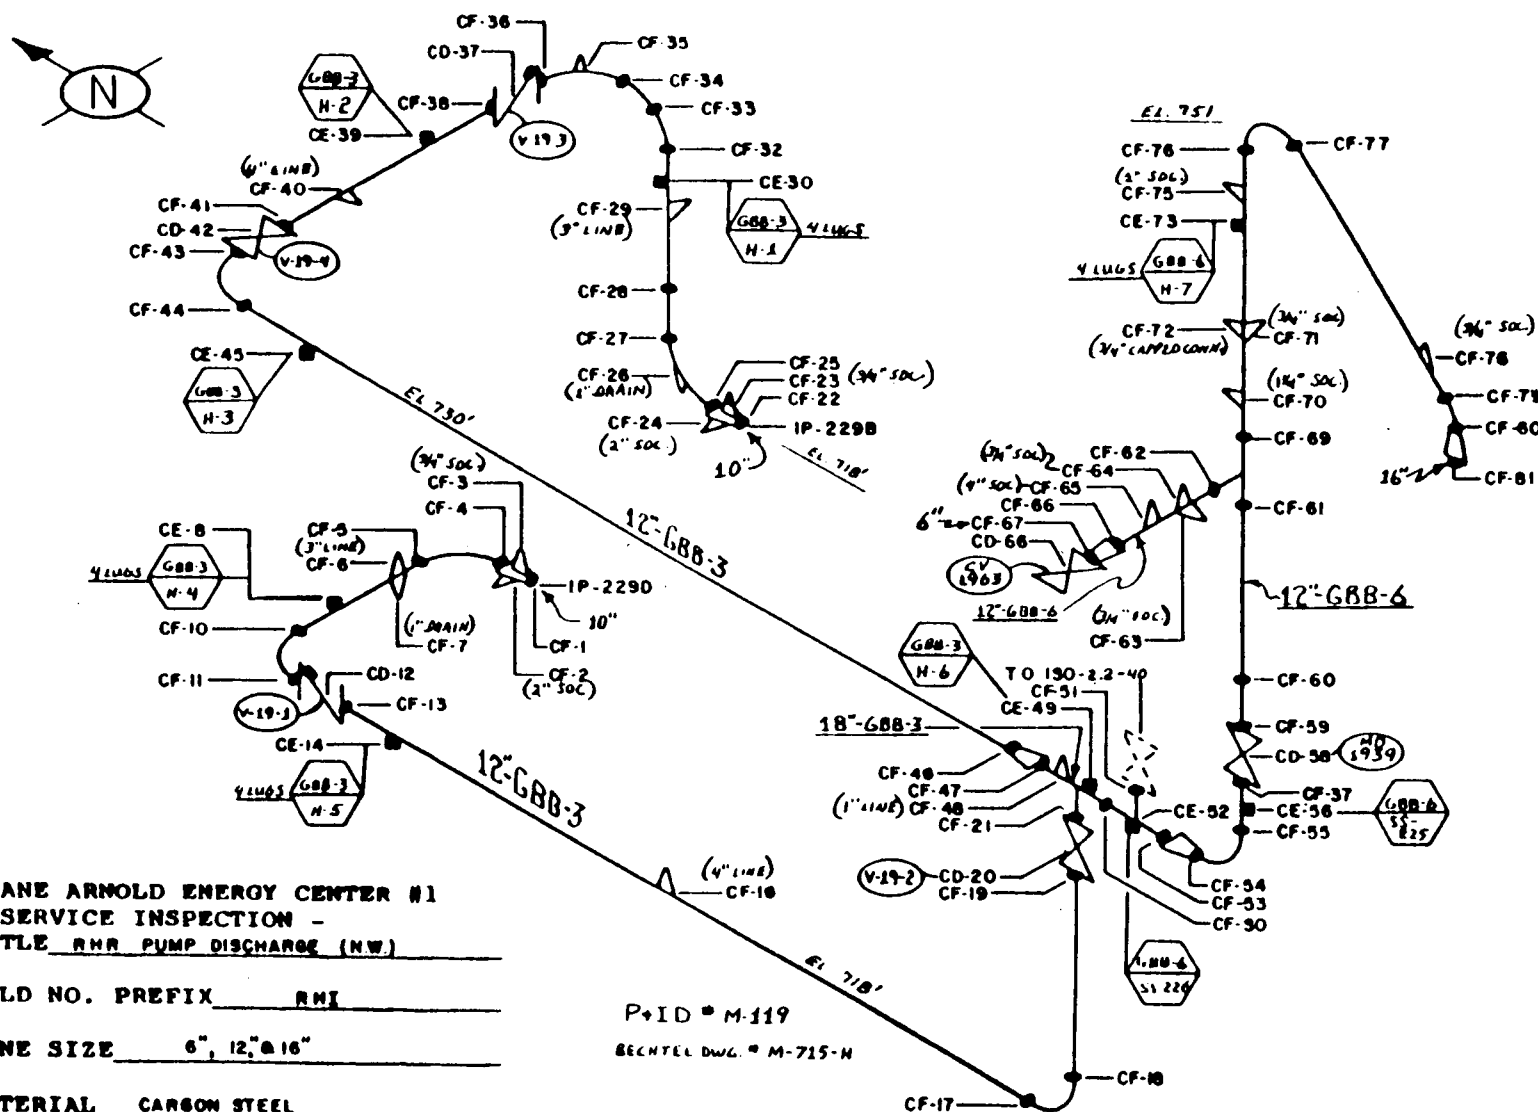 N
CF-36
CD-37
CF-35
GBB-3
H-2
CF-38
CF-34
CF-33
CE-39
V-19-3
CF-32
(4" LINE)
CF-40
CE-30
CF-41
CD-42
CF-43
V-19-4
CF-29
(3" LINE)
GBB-3
H-1
4 LUGS
CF-28
CF-44
CF-27
CE-45
GBB-3
H-3
CF-26
(1" DRAIN)
CF-25
CF-23 (3/4" SOC.)
CF-22
CF-24
(2" SOC.)
IP-229B
10"
EL 718'
EL 730'
EL. 751
CF-76
CF-77
(2" SOC.)
CF-75
CE-73
4 LUGS
GBB-6
H-7
CF-72
(3/4" CAPPED CONN)
(3/4" SOC)
CF-71
(3/4" SOC.)
CF-78
CF-70
CF-79
CF-69
CF-80
16"
CF-81
CF-62
(3/4" SOC)
CF-64
(4" SOC)
CF-65
CF-66
6"
CF-67
CD-68
CV
1963
12"-GBB-6
(3/4" SOC.)
CF-63
CF-61
12"-GBB-6
(3/4" SOC)
CF-3
CF-4
CE-8
CF-5
(3" LINE)
CF-6
4 LUGS
GBB-3
H-4
IP-229D
10"
CF-10
(1" DRAIN)
CF-7
CF-1
CF-2
(2" SOC)
CF-11
CD-12
V-19-1
CF-13
CE-14
4 LUGS
GBB-3
H-5
12"-GBB-3
12"-GBB-3
GBB-3
H-6
CF-51
CE-49
18"-GBB-3
CF-60
CF-59
CD-58
MO
1939
CF-46
CF-47
(1" LINE) CF-48
CF-21
CE-52
CE-56
GBB-6
CF-55
V-19-2
CD-20
CF-19
CF-54
CF-53
CF-50
(4" LINE)
CF-16
EL 718'
CF-18
CF-17
ANE ARNOLD ENERGY CENTER #1
SERVICE INSPECTION -
TLE RHR PUMP DISCHARGE (N.W.)
LD NO. PREFIX RHI
NE SIZE 6", 12", & 16"
TERIAL CARBON STEEL
P+ID # M-119
BECHTEL DWG. # M-715-H